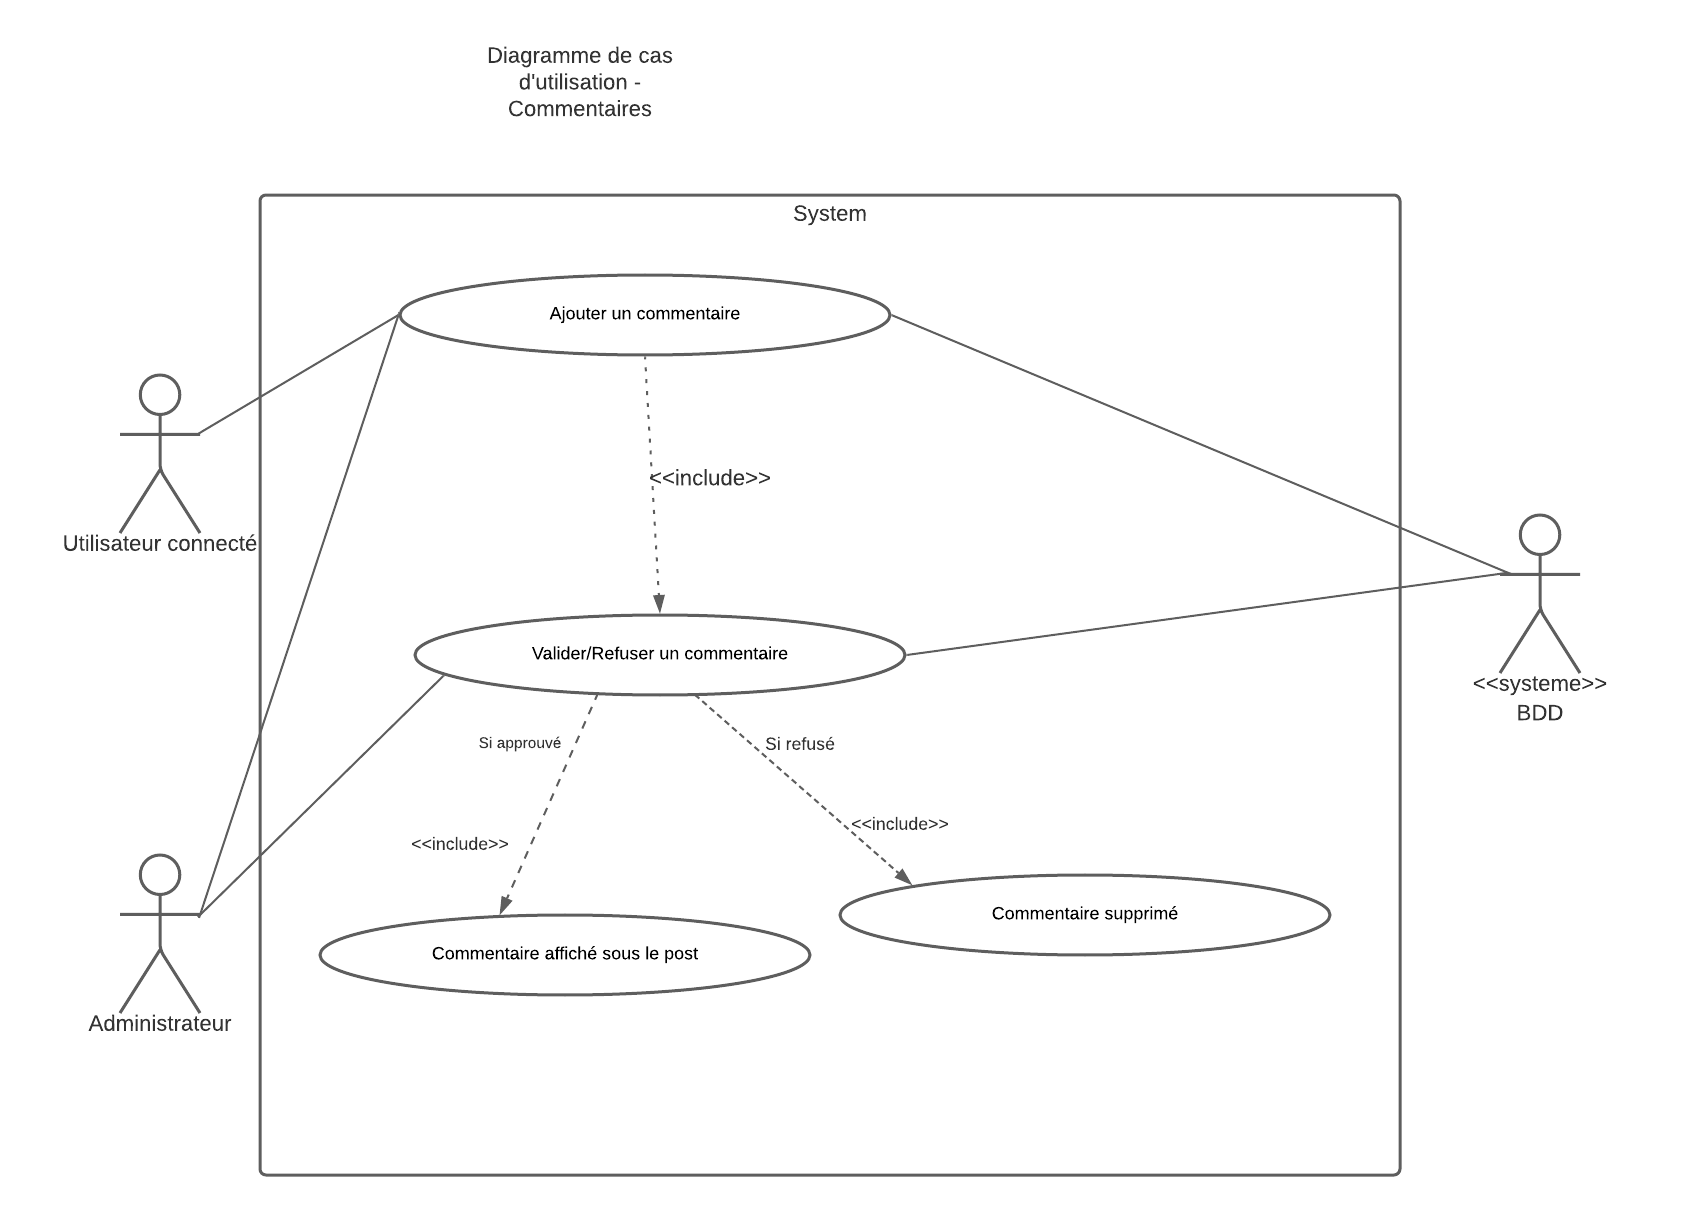 Diagramme de cas
d'utilisation -
Commentaires
System
Ajouter un commentaire
<<include>>
Utilisateur connecté
Valider/Refuser un commentaire
<<systeme>>
BDD
Si approuvé
Si refusé
<<include>>
<<include>>
Commentaire supprimé
Commentaire affiché sous le post
Administrateur